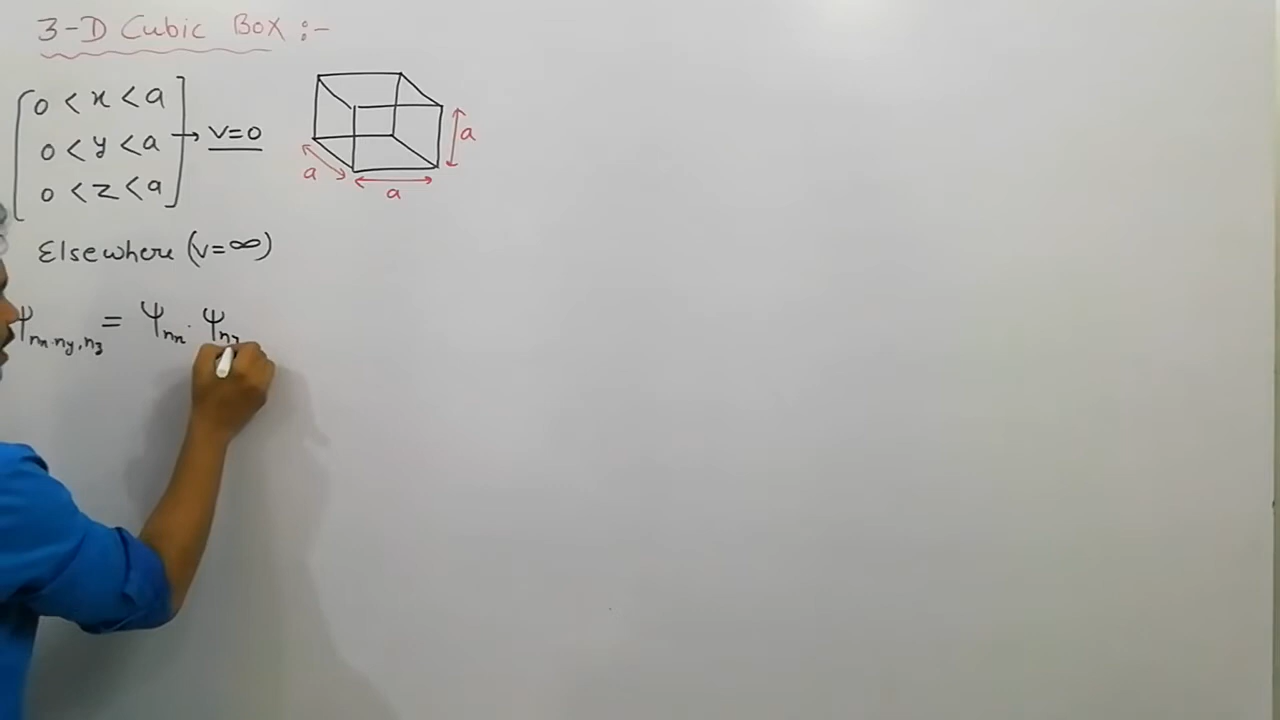 3-D Cubic Box :-
0 < x < a
0 < y < a → V=0
0 < z < a
a
a
a
Elsewhere (V=∞)
Ψnx.ny,nz = Ψnx . Ψny